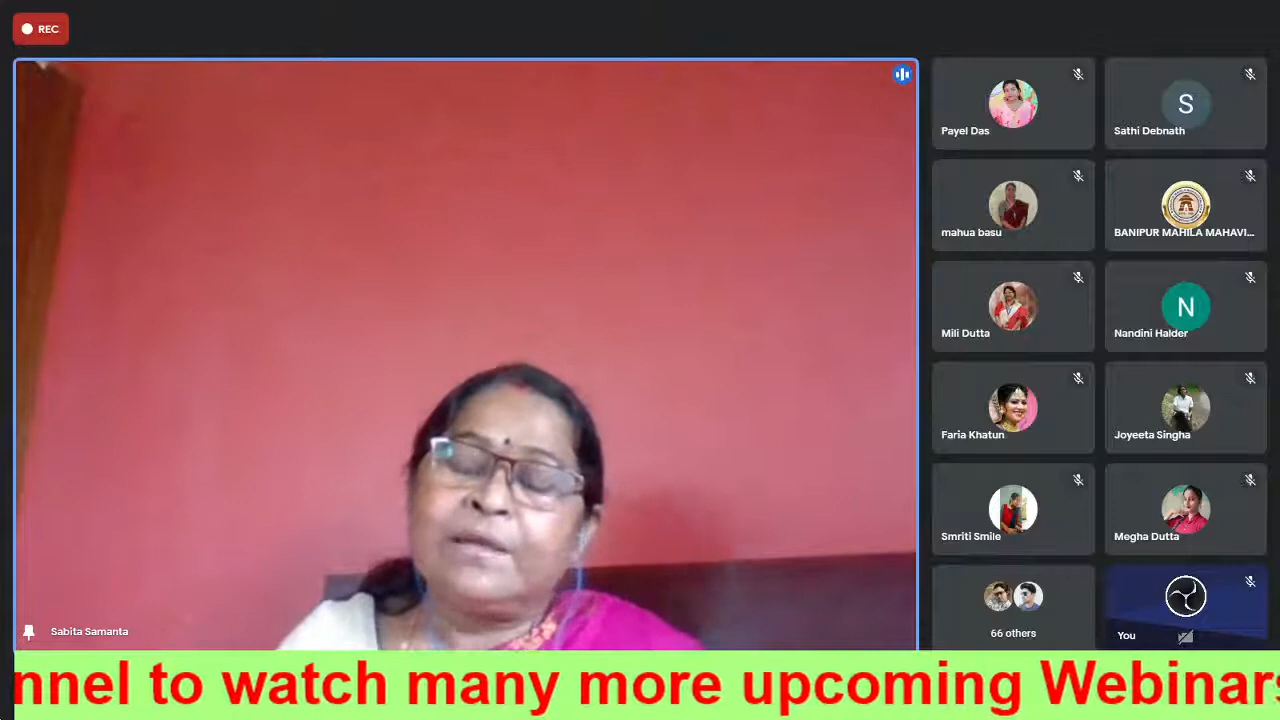 REC
Payel Das
Sathi Debnath
mahua basu
BANIPUR MAHILA MAHAVI...
Mili Dutta
N
Nandini Halder
Faria Khatun
Joyeeta Singha
Smriti Smile
Megha Dutta
66 others
You
S
Sabita Samanta
nnel to watch many more upcoming Webinars